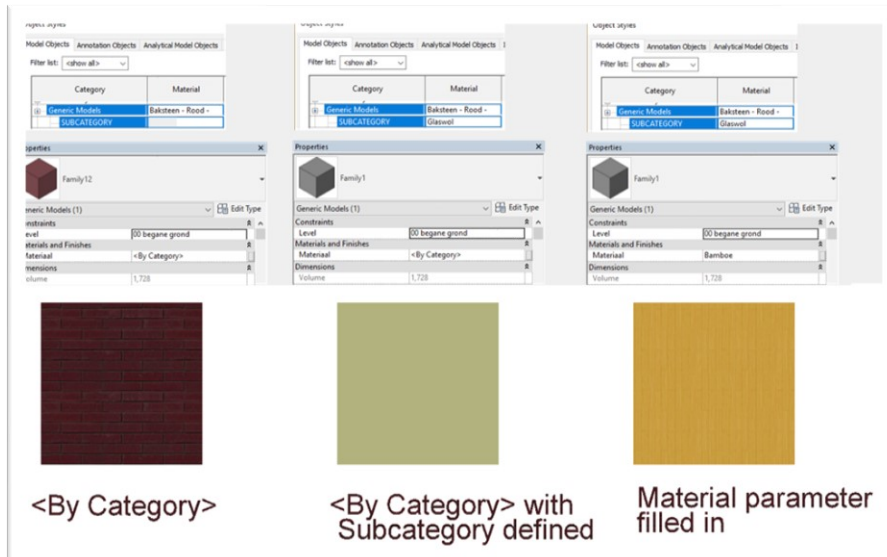 Object Styles
Model Objects Annotation Objects Analytical Model Objects
Filter list: <show all>
Category Material
Generic Models Baksteen - Rood -
SUBCATEGORY
Properties
Family12
Generic Models (1) Edit Type
Constraints
Level 00 begane grond
Materials and Finishes
Materiaal <By Category>
Dimensions
Volume 1,728
<By Category>
Object Styles
Model Objects Annotation Objects Analytical Model Objects
Filter list: <show all>
Category Material
Generic Models Baksteen - Rood -
SUBCATEGORY Glaswol
Properties
Family1
Generic Models (1) Edit Type
Constraints
Level 00 begane grond
Materials and Finishes
Materiaal <By Category>
Dimensions
Volume 1,728
<By Category> with
Subcategory defined
Object Styles
Model Objects Annotation Objects Analytical Model Objects
Filter list: <show all>
Category Material
Generic Models Baksteen - Rood -
SUBCATEGORY Glaswol
Properties
Family1
Generic Models (1) Edit Type
Constraints
Level 00 begane grond
Materials and Finishes
Materiaal Bamboe
Dimensions
Volume 1,728
Material parameter
filled in